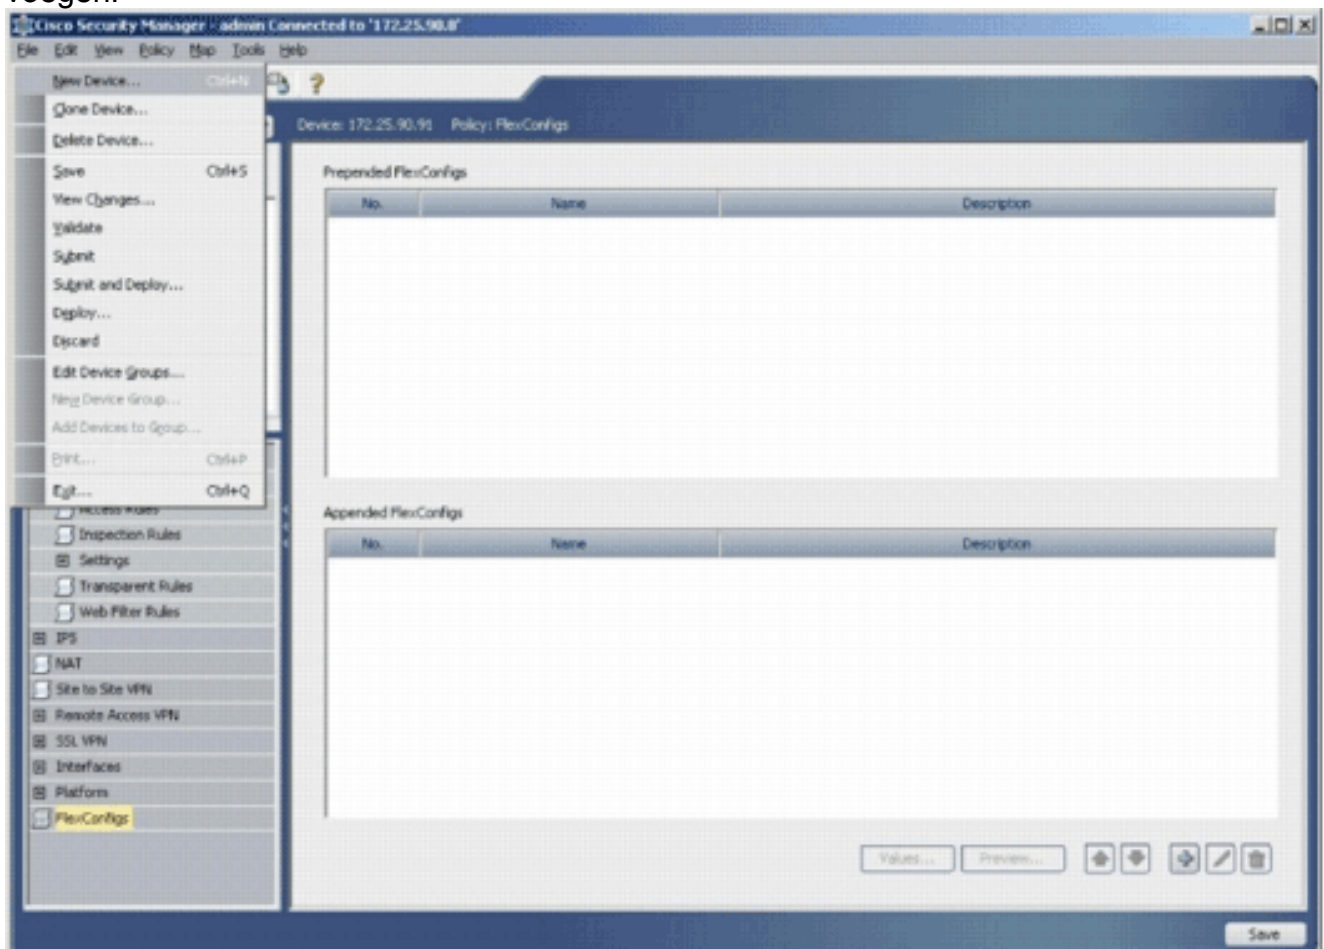 voegen.
Cisco Security Manager - admin Connected to '172.25.90.8'
File Edit View Policy Map Tools Help
New Device... Ctrl+N
Clone Device...
Delete Device...
Device: 172.25.90.91 Policy: FlexConfigs
Save Ctrl+S
View Changes...
Validate
Submit
Submit and Deploy...
Deploy...
Discard
Edit Device Groups...
New Device Group...
Add Devices to Group...
Print... Ctrl+P
Exit... Ctrl+Q
Prepended FlexConfigs
No. Name Description
Access Rules
Inspection Rules
Settings
Transparent Rules
Web Filter Rules
IPS
NAT
Site to Site VPN
Remote Access VPN
SSL VPN
Interfaces
Platform
FlexConfigs
Appended FlexConfigs
No. Name Description
Values... Preview...
Save